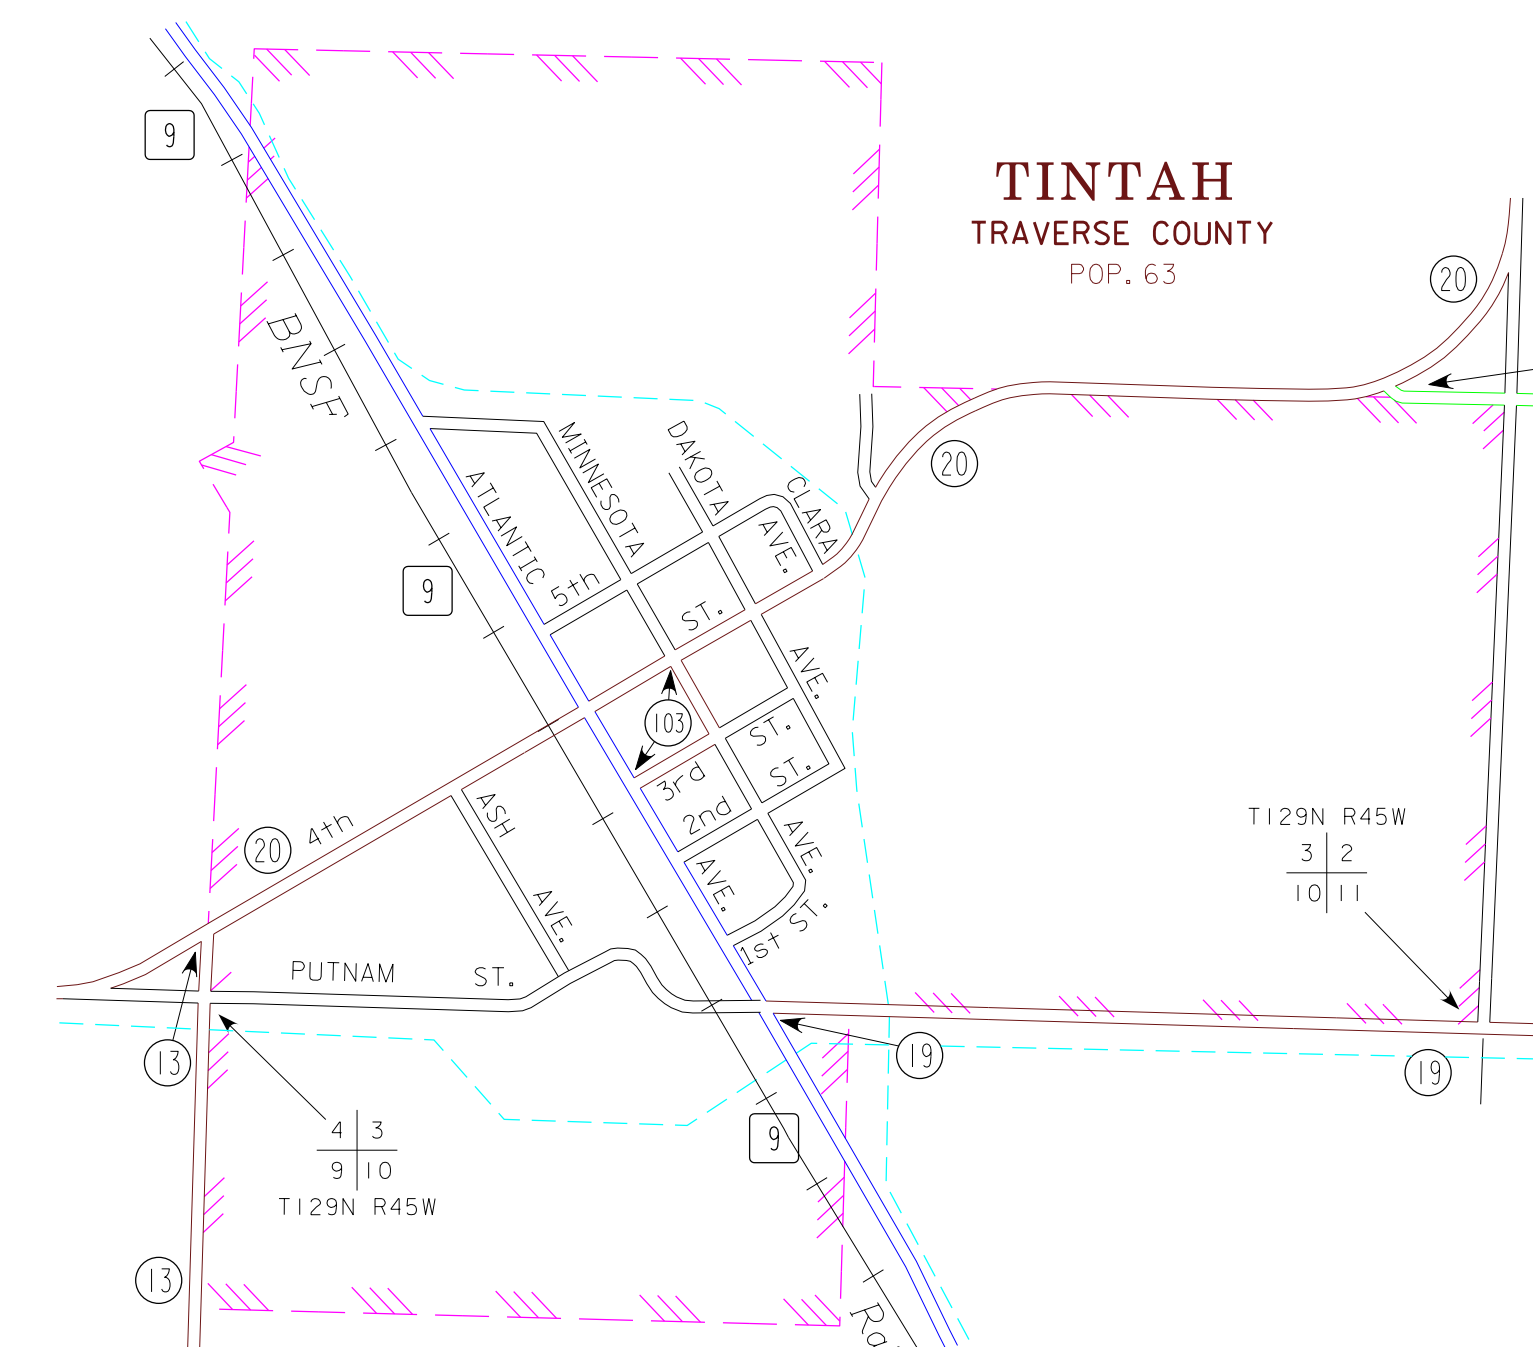 9
TINTAH
TRAVERSE COUNTY
POP. 63
20
BNSF
MINNESOTA
DAKOTA
CLARA
AVE.
20
ATLANTIC
5th
ST.
9
AVE.
103
ST.
3rd
ST.
2nd
ASH
4th
20
AVE.
AVE.
AVE.
1st ST.
T129N R45W
3 2
10 11
PUTNAM ST.
13
19
19
9
4 3
9 10
T129N R45W
13